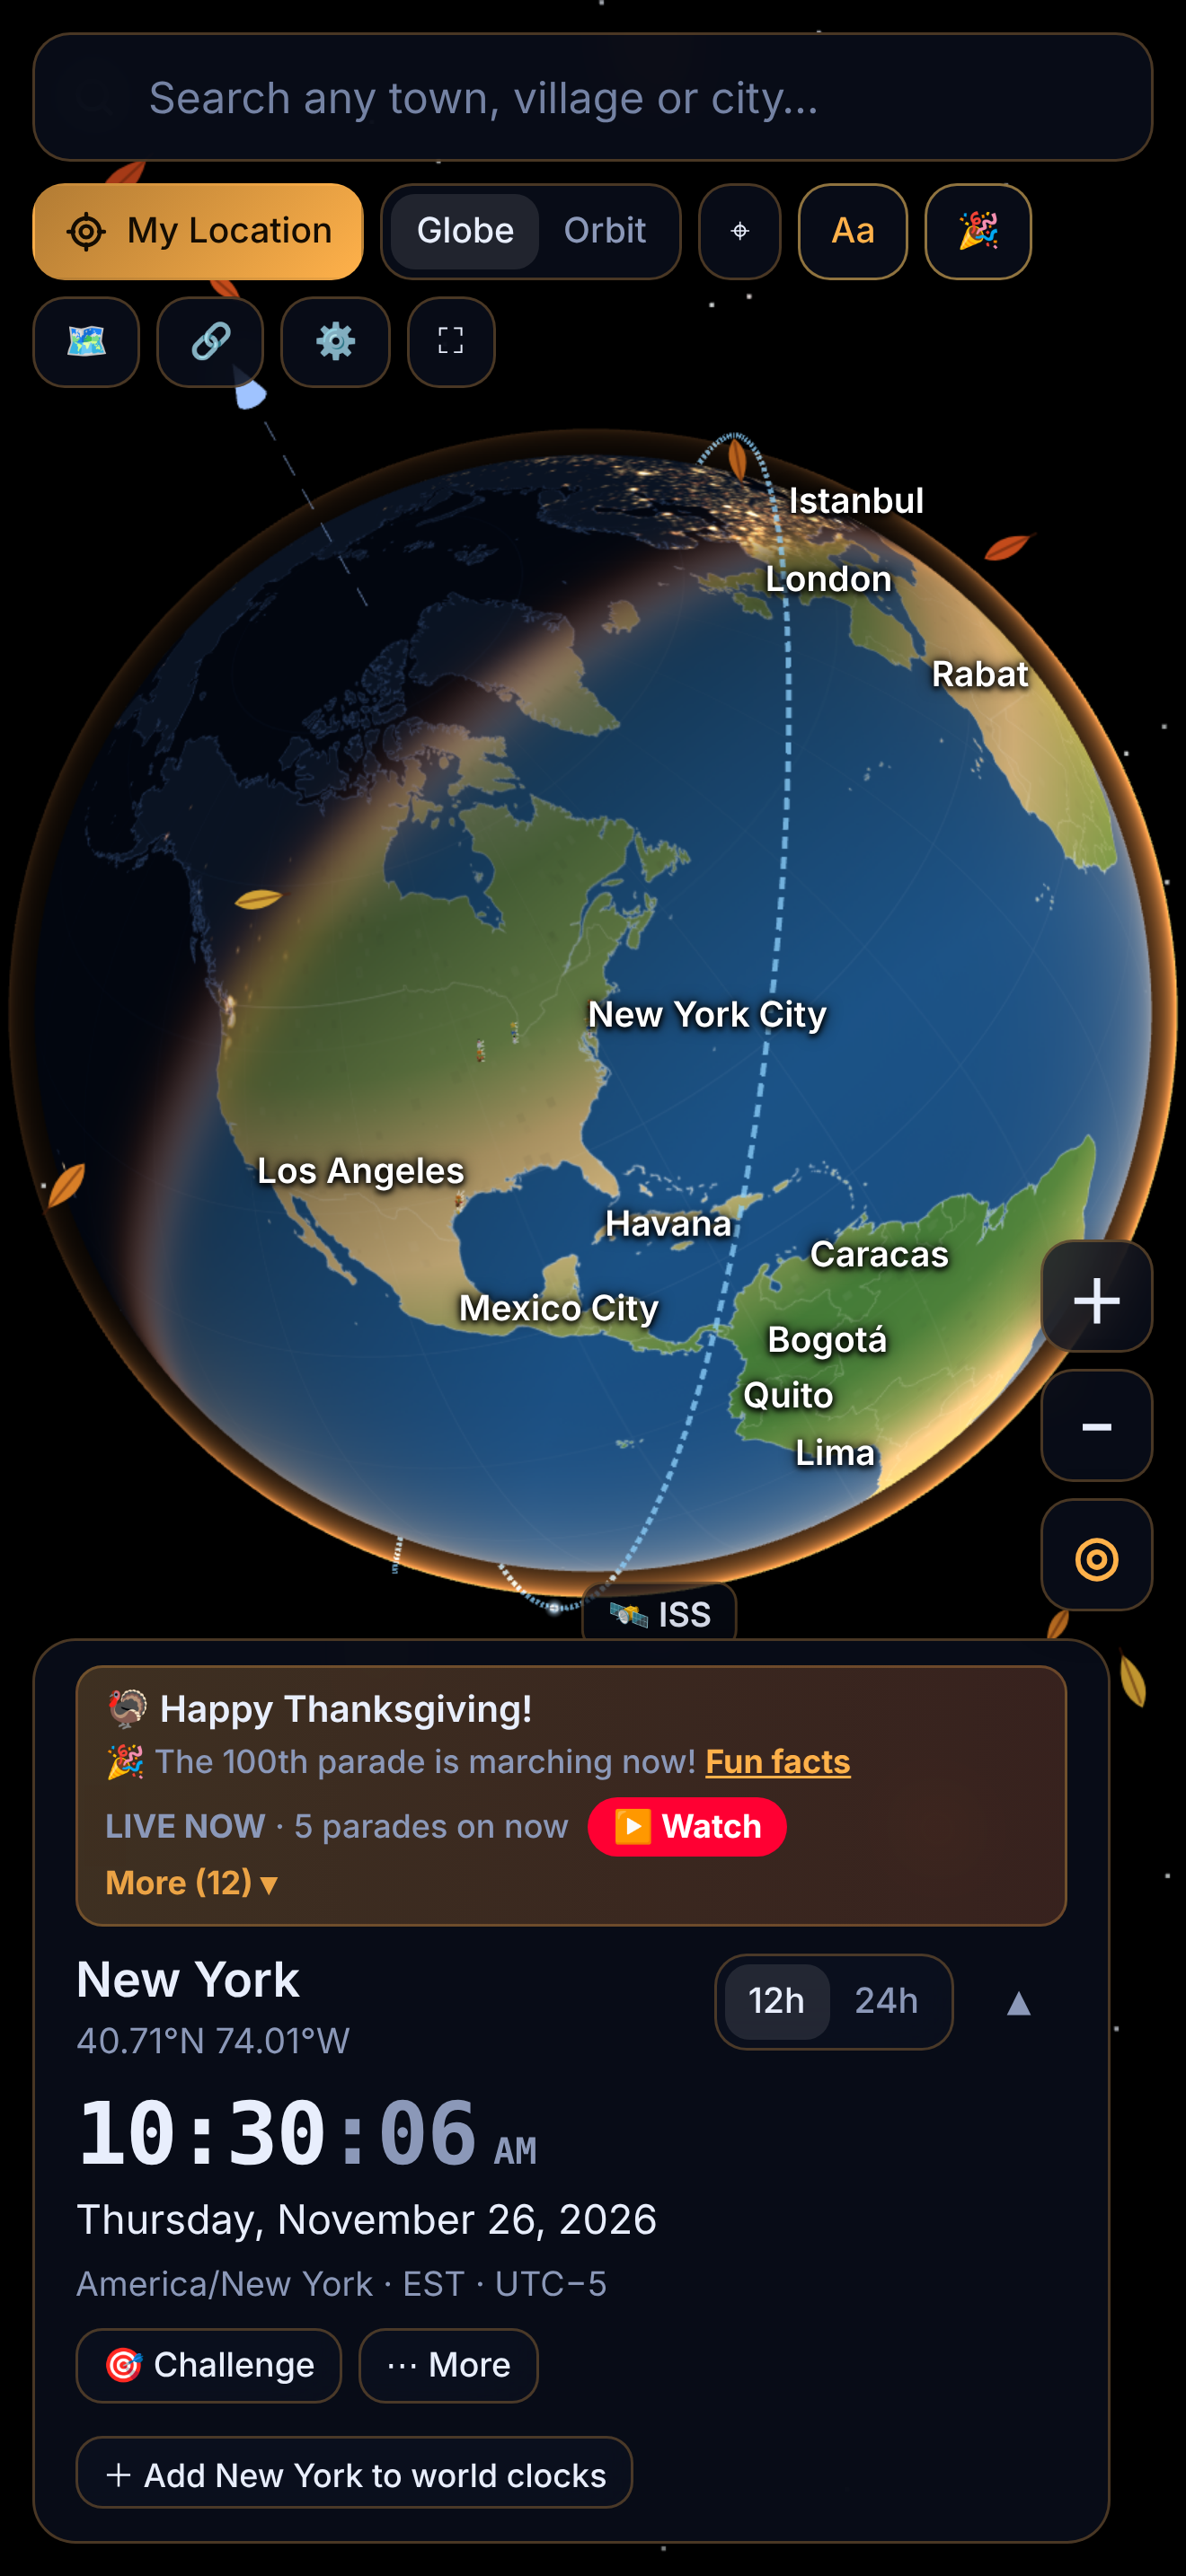 Search any town, village or city...
My Location
Globe Orbit
Aa
Istanbul
London
Rabat
New York City
Los Angeles
Havana
Caracas
Mexico City
Bogotá
Quito
Lima
ISS
Happy Thanksgiving!
The 100th parade is marching now! Fun facts
LIVE NOW · 5 parades on now Watch
More (12) ▾
New York
12h 24h
40.71°N 74.01°W
10:30:06 AM
Thursday, November 26, 2026
America/New York · EST · UTC−5
Challenge
··· More
+ Add New York to world clocks